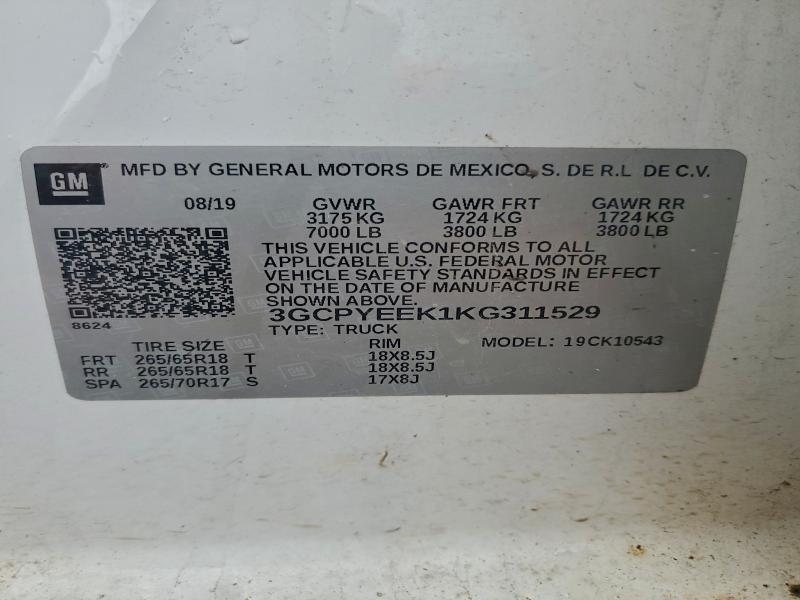 GM
MFD BY GENERAL MOTORS DE MEXICO, S. DE R.L. DE C.V.
08/19 GVWR GAWR FRT GAWR RR
3175 KG 1724 KG 1724 KG
7000 LB 3800 LB 3800 LB
THIS VEHICLE CONFORMS TO ALL
APPLICABLE U.S. FEDERAL MOTOR
VEHICLE SAFETY STANDARDS IN EFFECT
ON THE DATE OF MANUFACTURE
SHOWN ABOVE.
8624
3GCPYEEK1KG311529
TYPE: TRUCK
TIRE SIZE RIM MODEL: 19CK10543
FRT 265/65R18 T 18X8.5J
RR 265/65R18 T 18X8.5J
SPA 265/70R17 S 17X8J